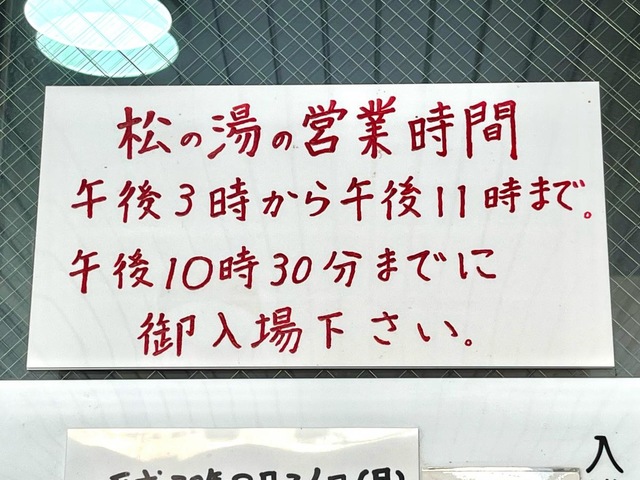 松の湯の営業時間
午後3時から午後11時まで。
午後10時30分までに
御入場下さい。
入